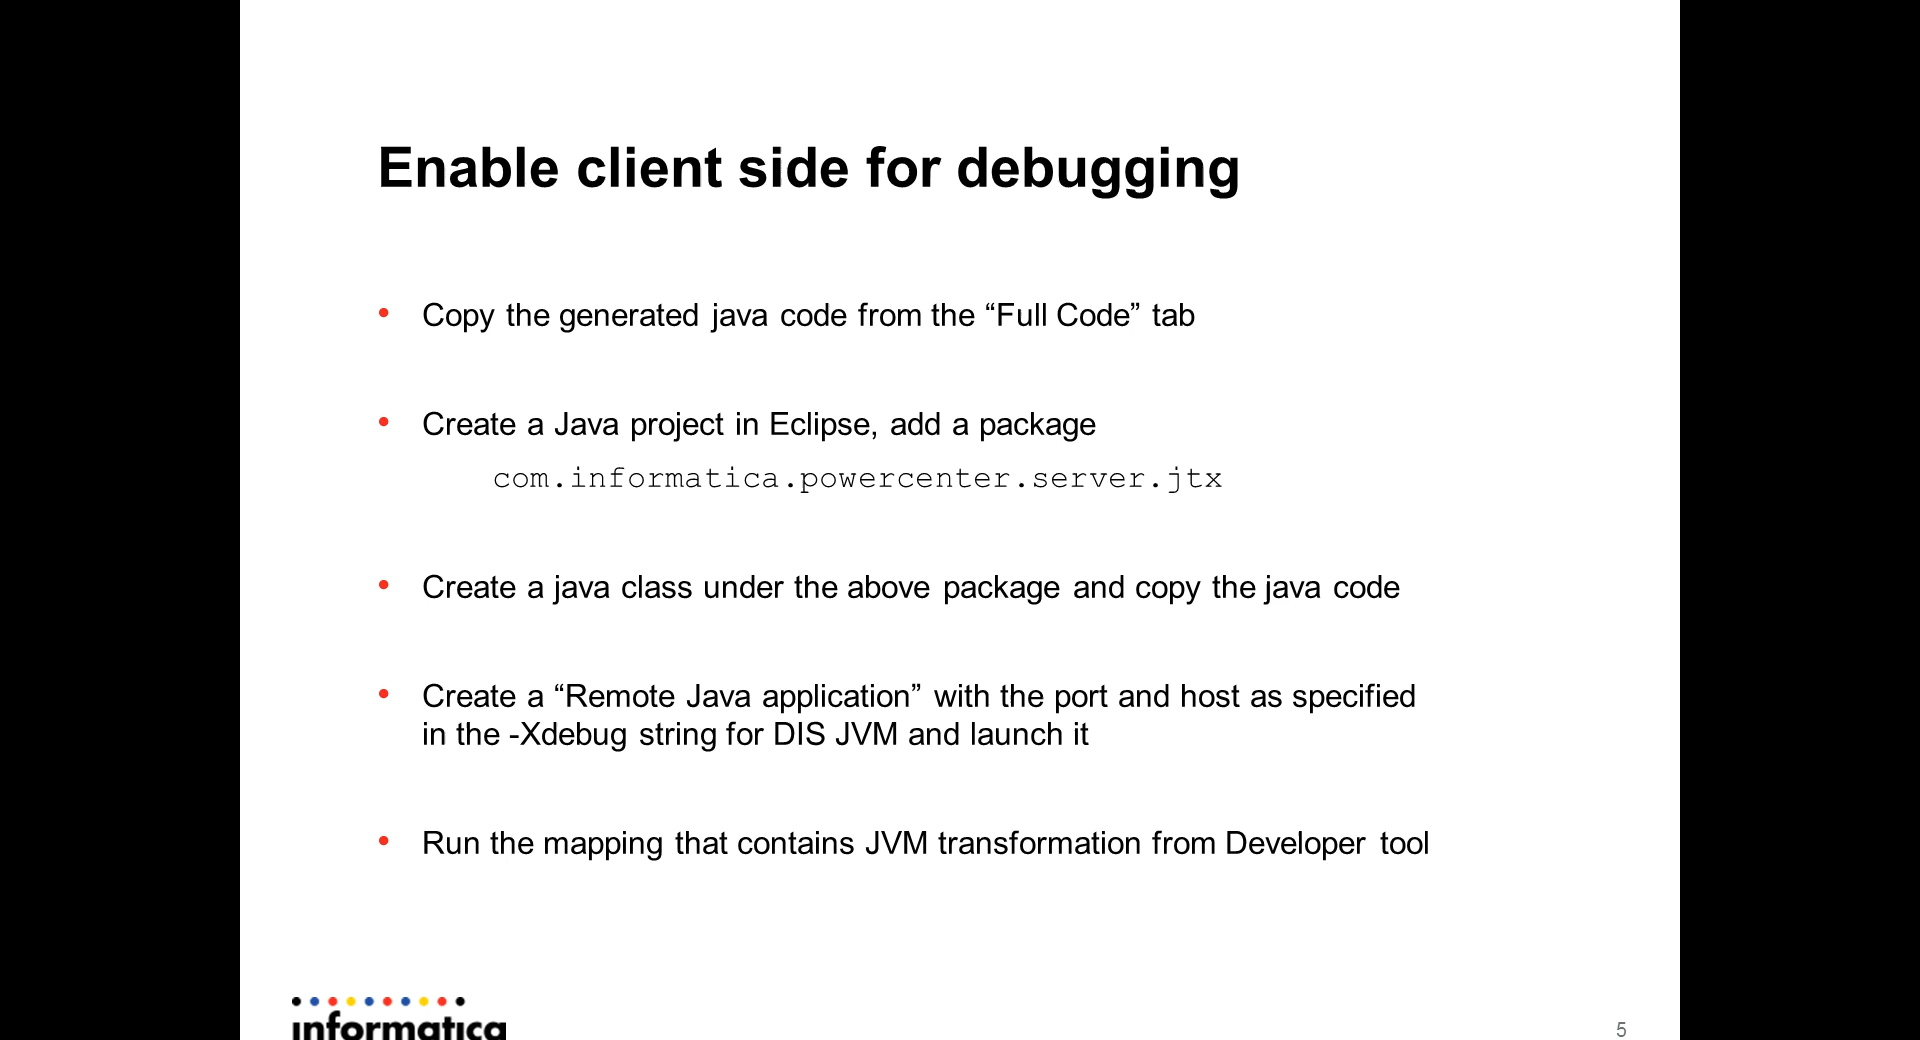 Enable client side for debugging
• Copy the generated java code from the “Full Code” tab
• Create a Java project in Eclipse, add a package
com.informatica.powercenter.server.jtx
• Create a java class under the above package and copy the java code
• Create a “Remote Java application” with the port and host as specified
in the -Xdebug string for DIS JVM and launch it
• Run the mapping that contains JVM transformation from Developer tool
informatica
5